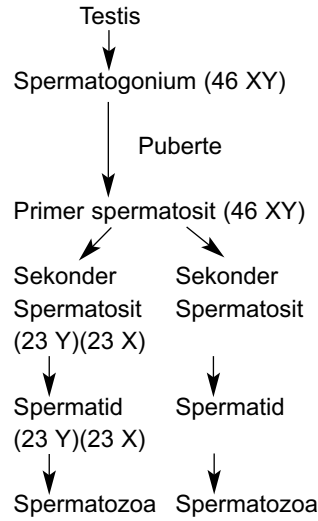 Testis
Spermatogonium (46 XY)
Puberte
Primer spermatosit (46 XY)
Sekonder Sekonder
Spermatosit Spermatosit
(23 Y)(23 X)
Spermatid Spermatid
(23 Y)(23 X)
Spermatozoa Spermatozoa